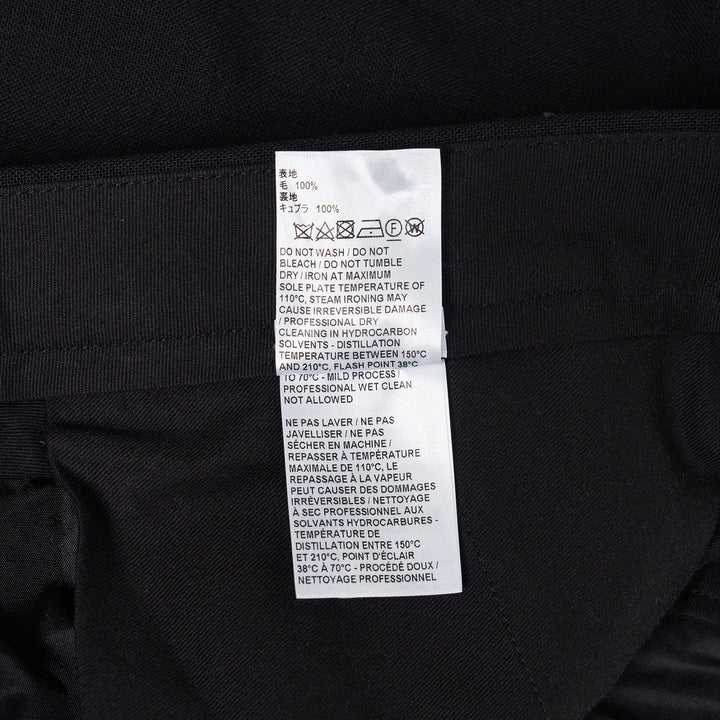 表地
毛 100%
裏地
キュプラ 100%
F W
DO NOT WASH / DO NOT
BLEACH / DO NOT TUMBLE
DRY / IRON AT MAXIMUM
SOLE PLATE TEMPERATURE OF
110°C, STEAM IRONING MAY
CAUSE IRREVERSIBLE DAMAGE
/ PROFESSIONAL DRY
CLEANING IN HYDROCARBON
SOLVENTS - DISTILLATION
TEMPERATURE BETWEEN 150°C
AND 210°C, FLASH POINT 38°C
TO 70°C - MILD PROCESS /
PROFESSIONAL WET CLEAN
NOT ALLOWED
NE PAS LAVER / NE PAS
JAVELLISER / NE PAS
SÉCHER EN MACHINE /
REPASSER À TEMPÉRATURE
MAXIMALE DE 110°C, LE
REPASSAGE À LA VAPEUR
PEUT CAUSER DES DOMMAGES
IRRÉVERSIBLES / NETTOYAGE
À SEC PROFESSIONNEL AUX
SOLVANTS HYDROCARBURES -
TEMPÉRATURE DE
DISTILLATION ENTRE 150°C
ET 210°C, POINT D'ÉCLAIR
38°C À 70°C - PROCÉDÉ DOUX /
NETTOYAGE PROFESSIONNEL